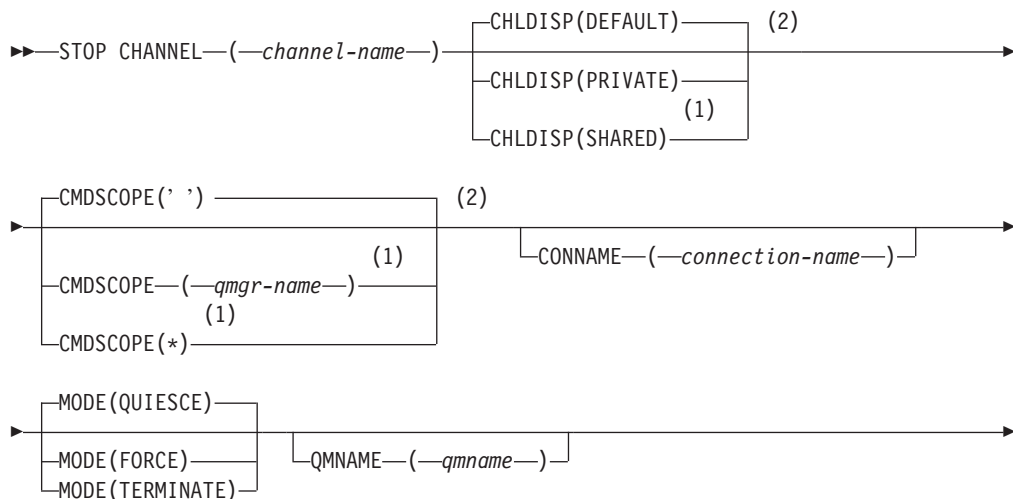 CHLDISP(DEFAULT) (2)
STOP CHANNEL ( channel-name )
CHLDISP(PRIVATE)
(1)
CHLDISP(SHARED)
CMDSCOPE(' ') (2)
CONNAME ( connection-name )
(1)
CMDSCOPE ( qmgr-name )
(1)
CMDSCOPE(*)
MODE(QUIESCE)
MODE(FORCE) QMNAME ( qmname )
MODE(TERMINATE)